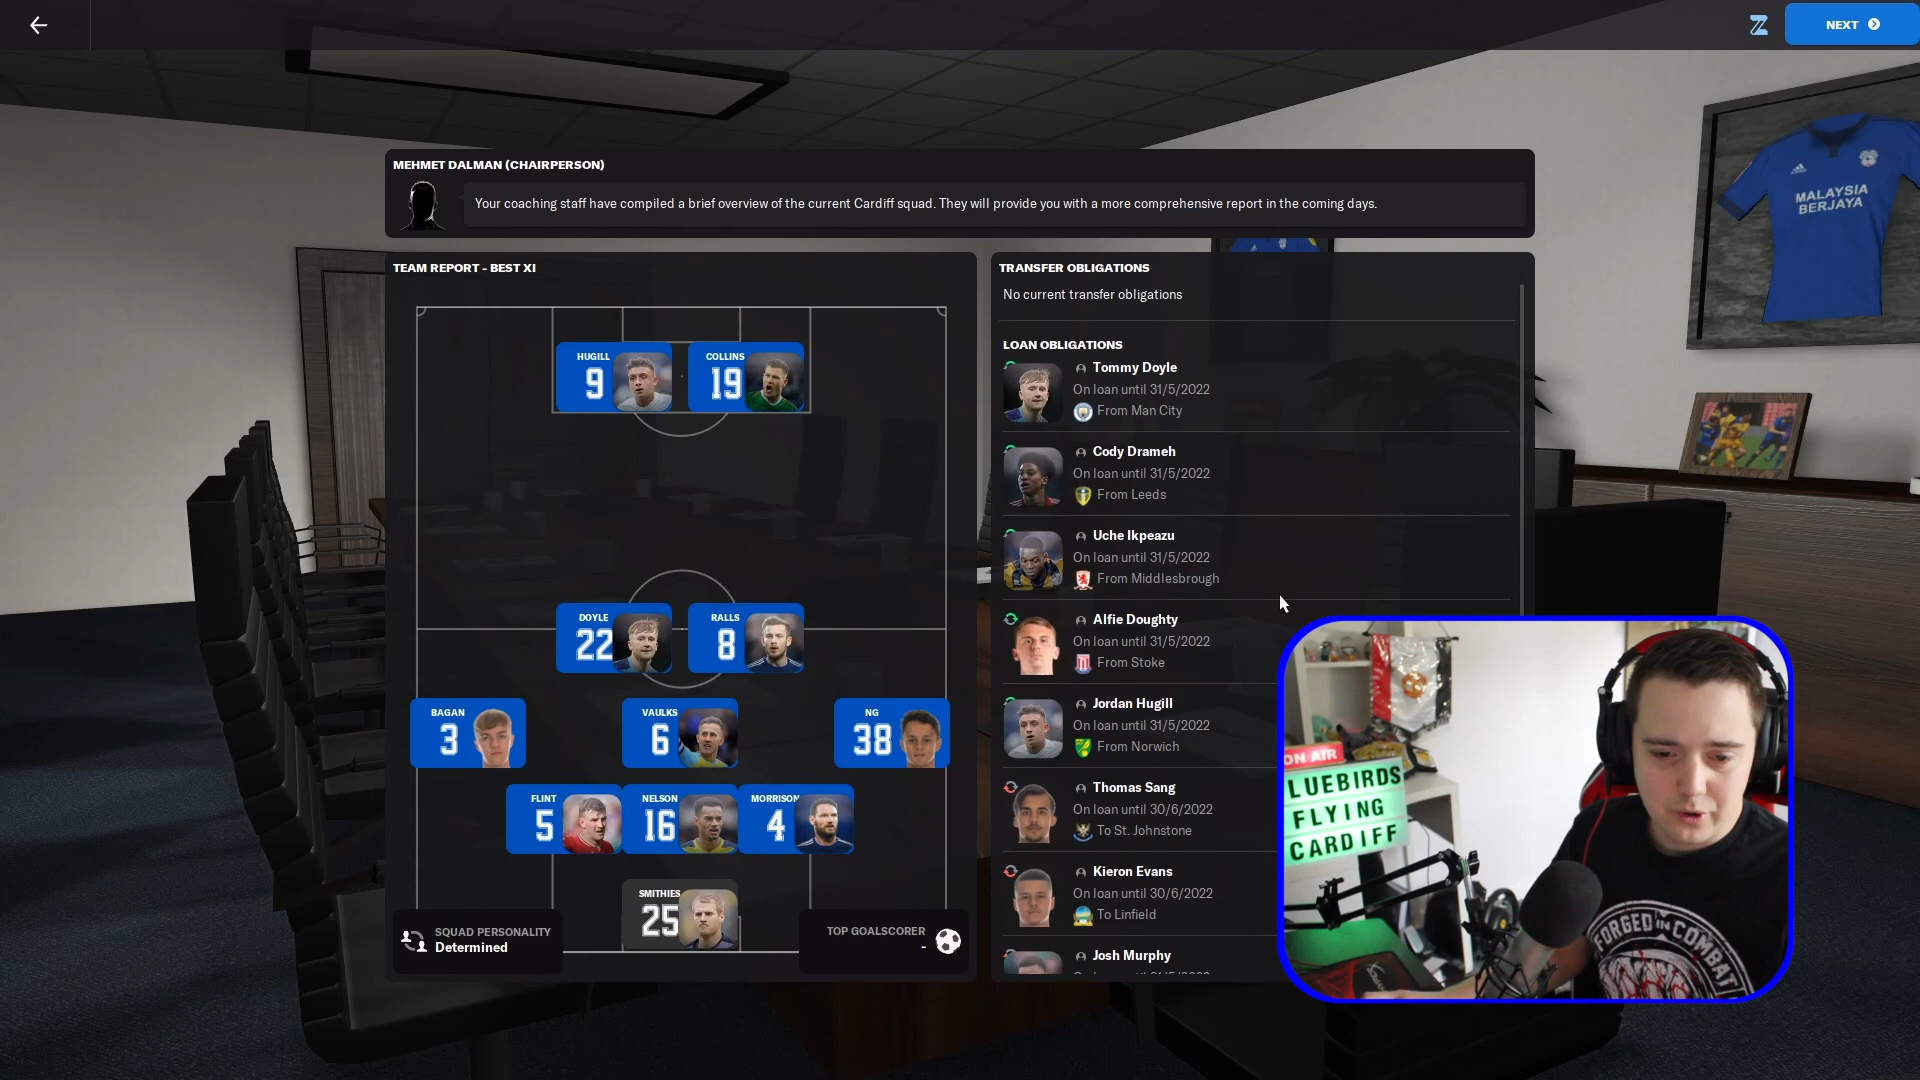 NEXT
MEHMET DALMAN (CHAIRPERSON)
Your coaching staff have compiled a brief overview of the current Cardiff squad. They will provide you with a more comprehensive report in the coming days.
MALAYSIA
BERJAYA
TEAM REPORT - BEST XI
HUGILL
9
COLLINS
19
DOYLE
22
RALLS
8
BAGAN
3
VAULKS
6
NG
38
FLINT
5
NELSON
16
MORRISON
4
SMITHIES
25
SQUAD PERSONALITY
Determined
TOP GOALSCORER
-
TRANSFER OBLIGATIONS
No current transfer obligations
LOAN OBLIGATIONS
Tommy Doyle
On loan until 31/5/2022
From Man City
Cody Drameh
On loan until 31/5/2022
From Leeds
Uche Ikpeazu
On loan until 31/5/2022
From Middlesbrough
Alfie Doughty
On loan until 31/5/2022
From Stoke
Jordan Hugill
On loan until 31/5/2022
From Norwich
Thomas Sang
On loan until 30/6/2022
To St. Johnstone
Kieron Evans
On loan until 30/6/2022
To Linfield
Josh Murphy
ON AIR
LUEBIRDS
FLYING
CARDIFF
FORGED IN COMBAT